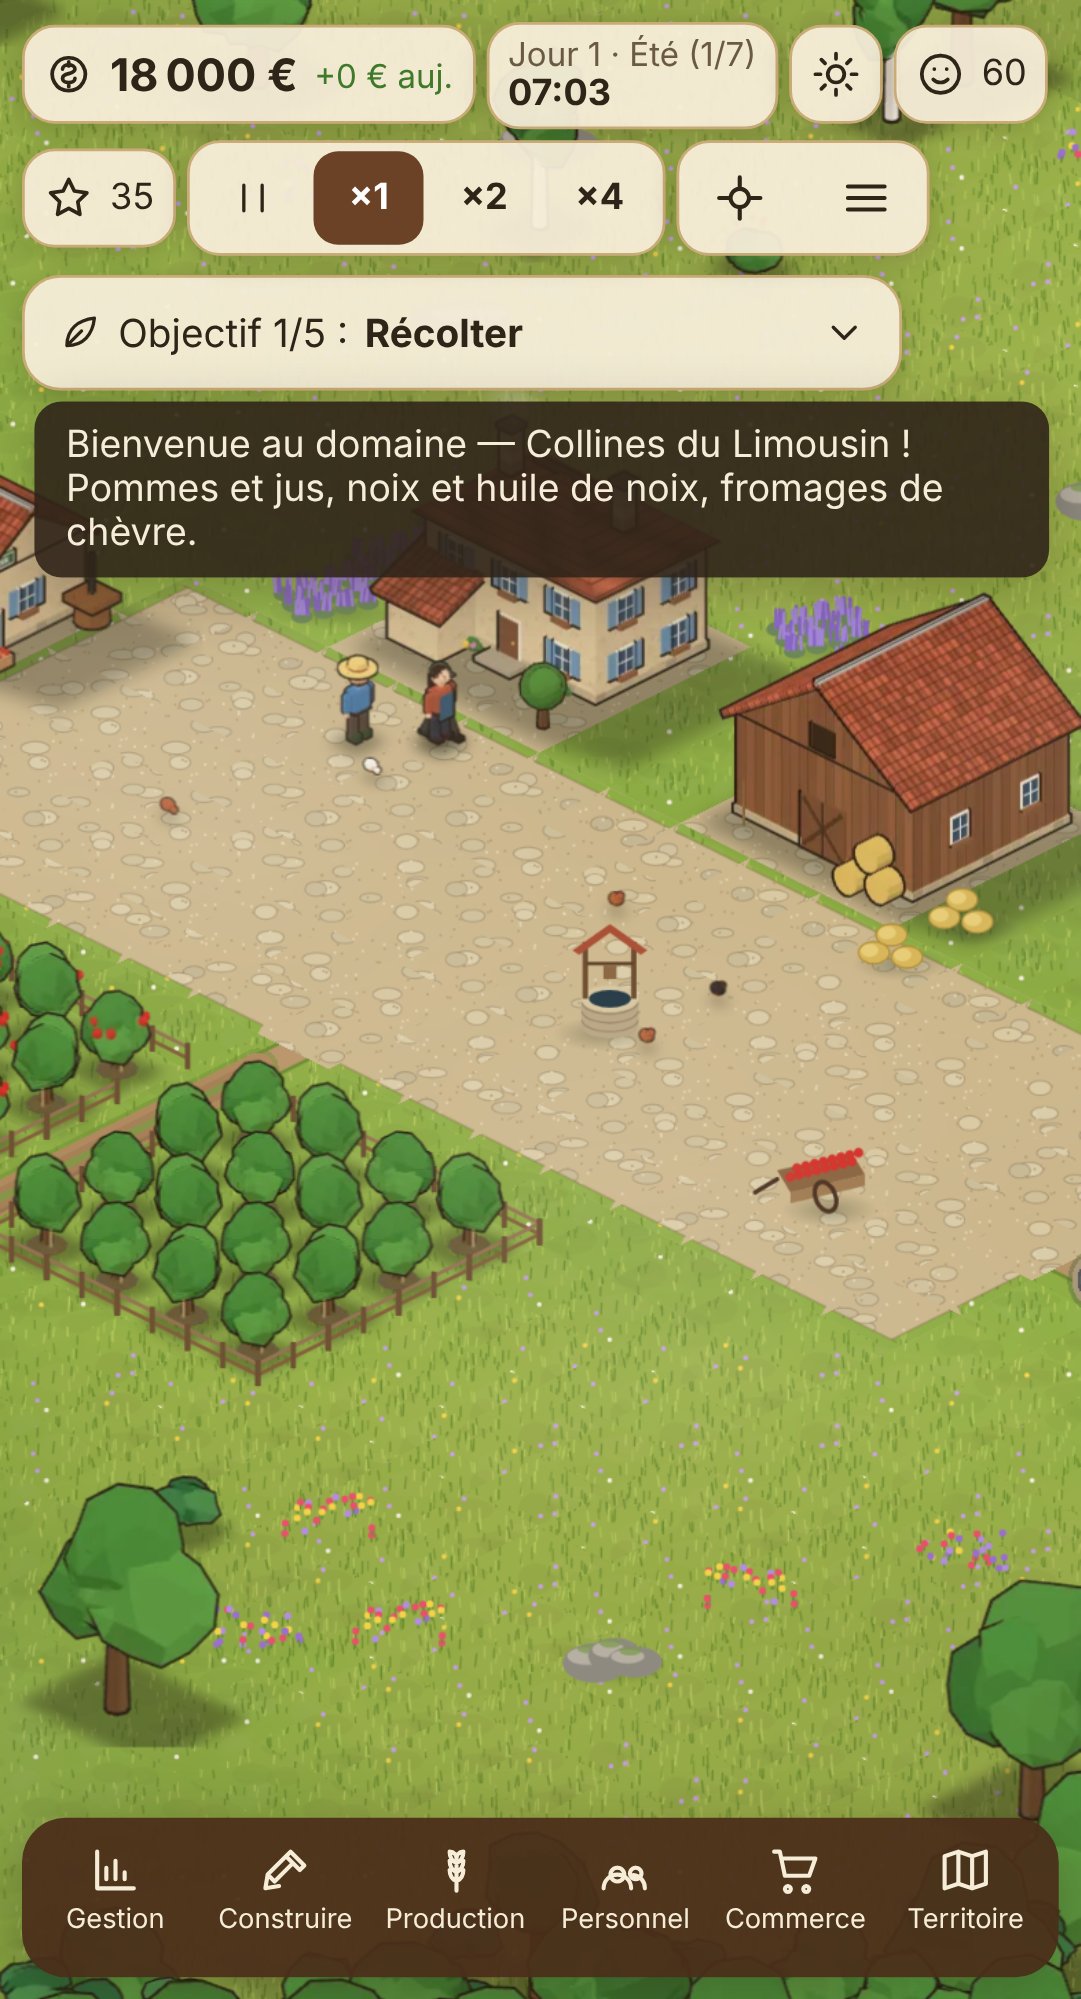 18 000 € +0 € auj.
Jour 1 · Été (1/7)
07:03
60
35
×1 ×2 ×4
Objectif 1/5 : Récolter
Bienvenue au domaine — Collines du Limousin !
Pommes et jus, noix et huile de noix, fromages de
chèvre.
Gestion Construire Production Personnel Commerce Territoire